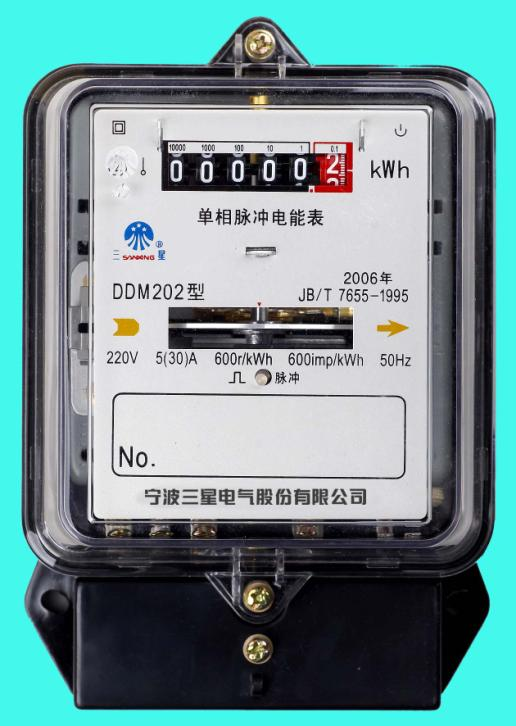 10000 1000 100 10 1 0.1
0 0 0 0 0 2
kWh
单相脉冲电能表
三 SANXING 星 ®
2006年
DDM202型 JB/T 7655-1995
220V 5(30)A 600r/kWh 600imp/kWh 50Hz
脉冲
No.
宁波三星电气股份有限公司